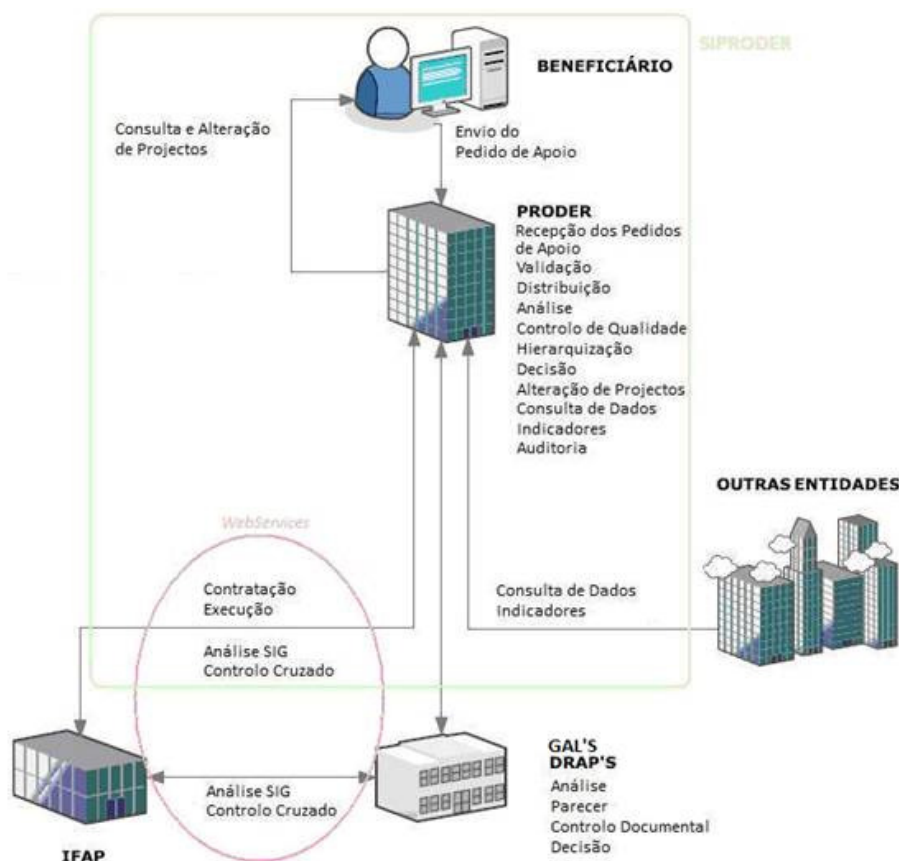 SIPRODER
BENEFICIÁRIO
Consulta e Alteração
de Projectos
Envio do
Pedido de Apoio
PRODER
Recepção dos Pedidos
de Apoio
Validação
Distribuição
Análise
Controlo de Qualidade
Hierarquização
Decisão
Alteração de Projectos
Consulta de Dados
Indicadores
Auditoria
OUTRAS ENTIDADES
WebServices
Contratação
Execução
Análise SIG
Controlo Cruzado
Consulta de Dados
Indicadores
Análise SIG
Controlo Cruzado
IFAP
GAL'S
DRAP'S
Análise
Parecer
Controlo Documental
Decisão